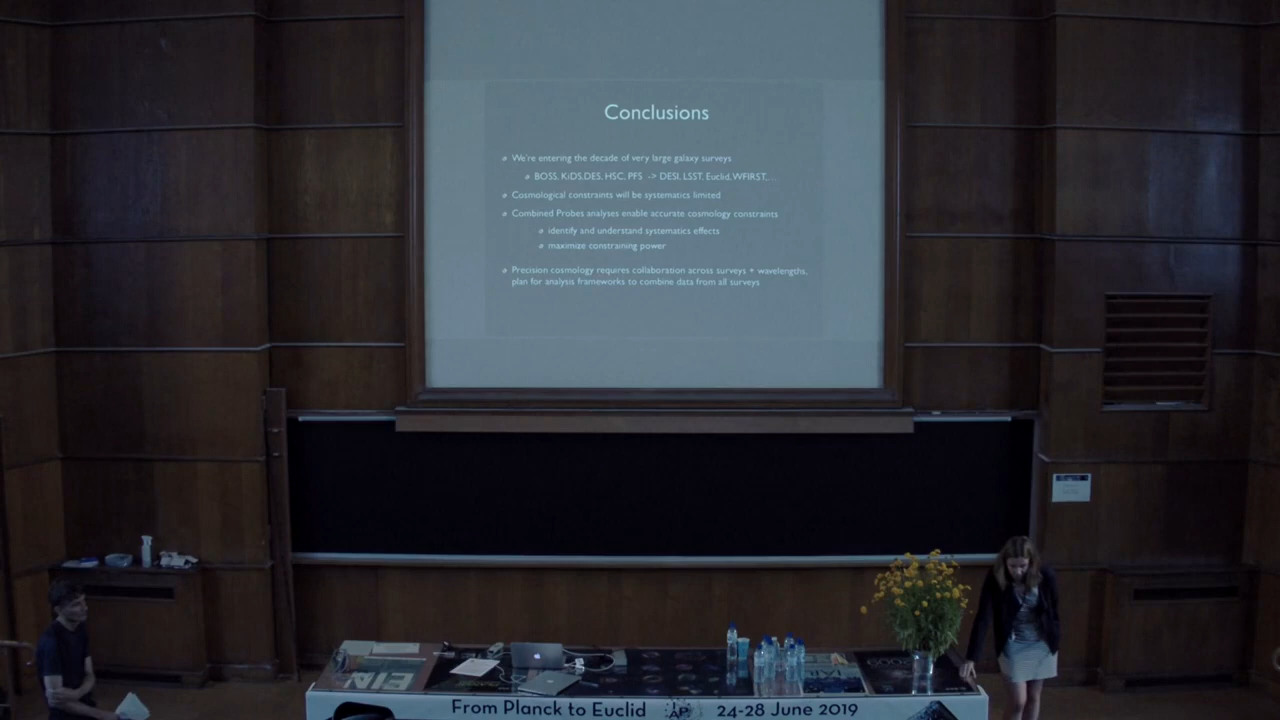 Conclusions
We're entering the decade of very large galaxy surveys
BOSS, KiDS,DES, HSC, PFS -> DESI, LSST, Euclid, WFIRST,...
Cosmological constraints will be systematics limited
Combined Probes analyses enable accurate cosmology constraints
identify and understand systematics effects
maximize constraining power
Precision cosmology requires collaboration across surveys + wavelengths,
plan for analysis frameworks to combine data from all surveys
From Planck to Euclid IAP 24-28 June 2019